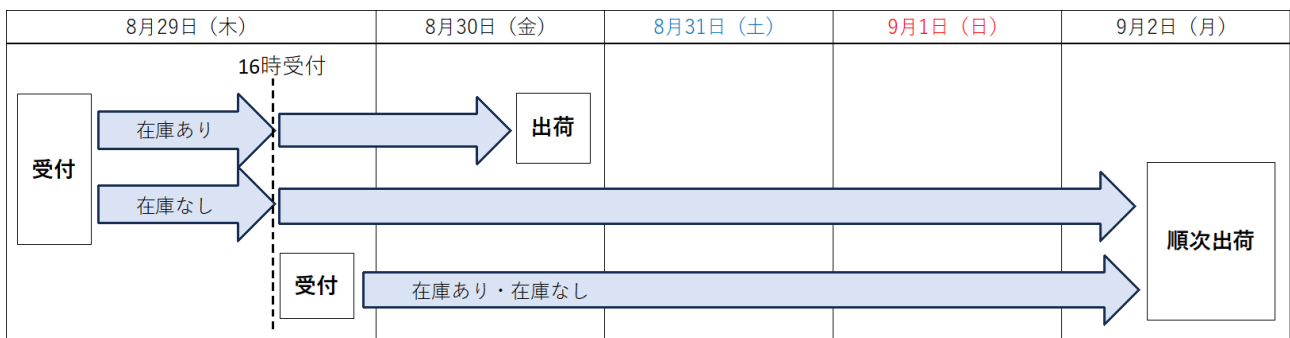 8月29日（木）
8月30日（金）
8月31日（土）
9月1日（日）
9月2日（月）
16時受付
在庫あり
出荷
受付
在庫なし
順次出荷
受付
在庫あり・在庫なし